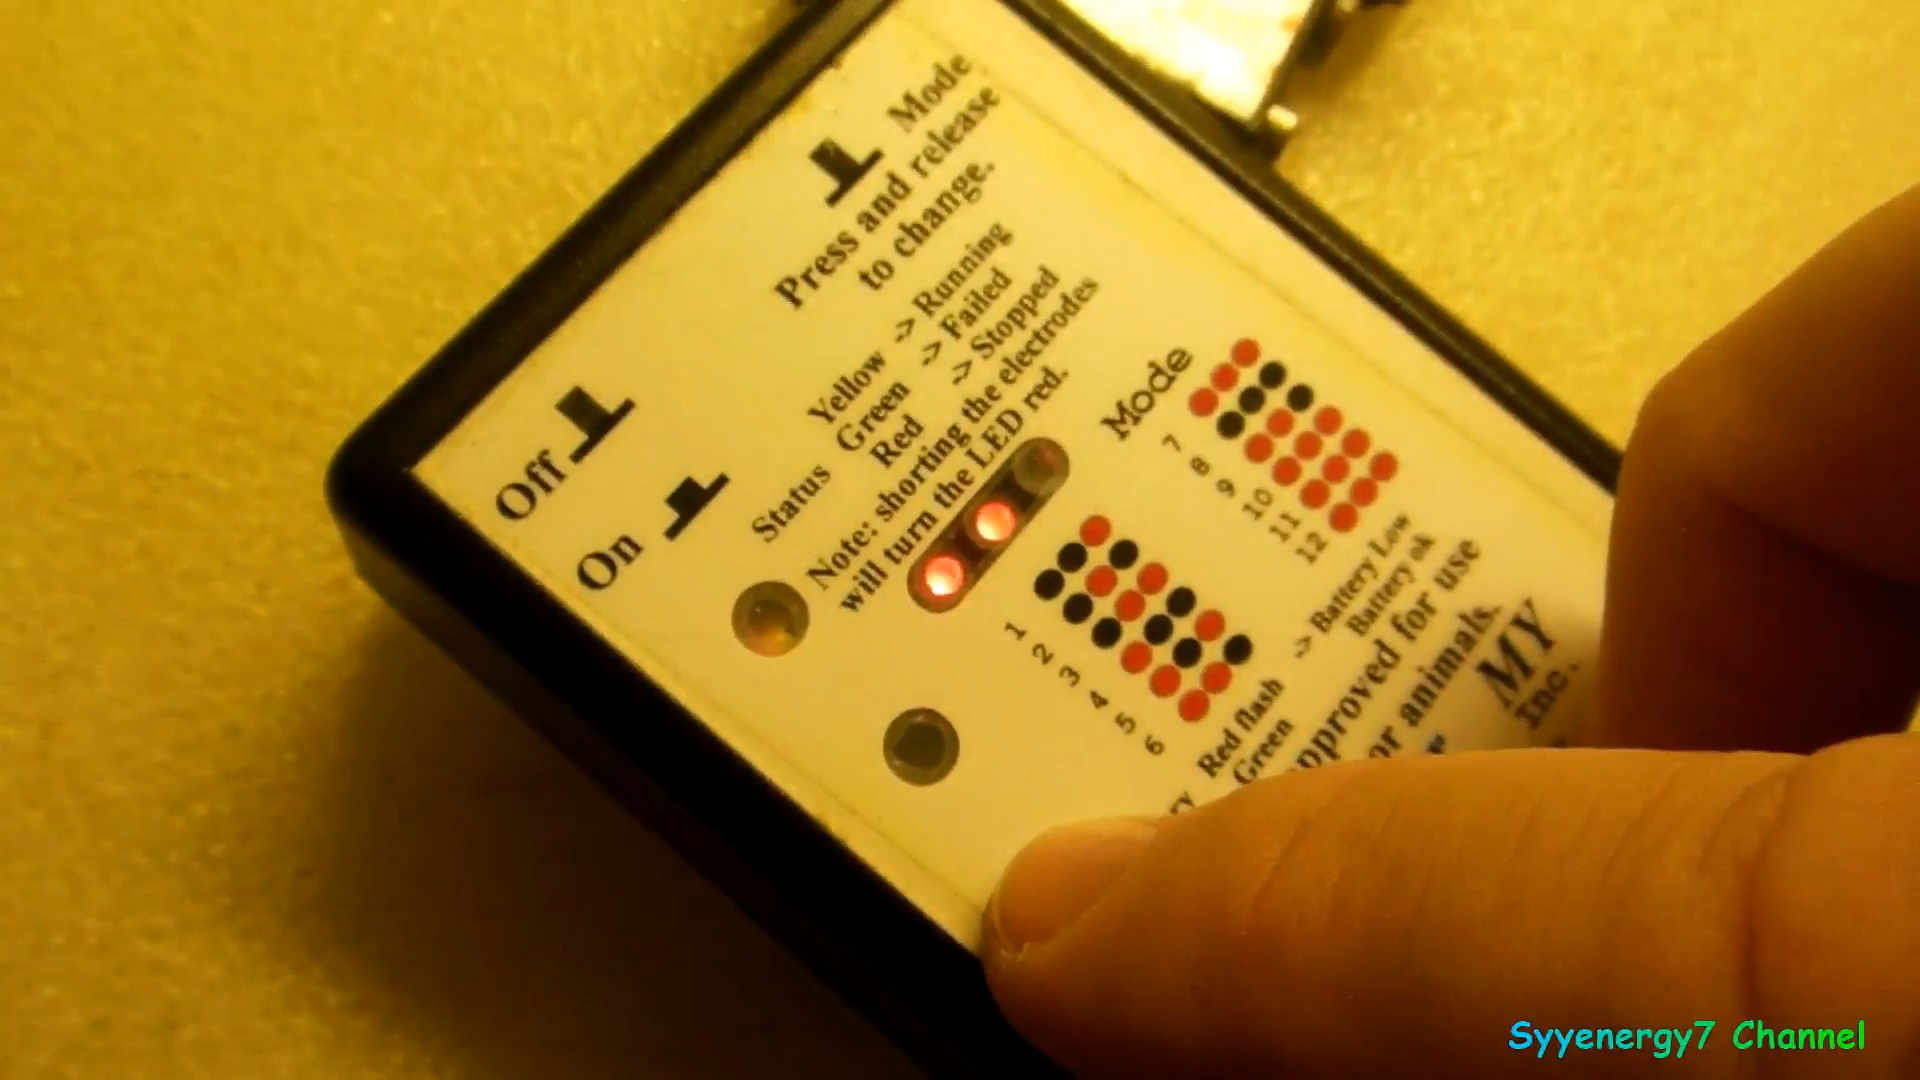 Off
On
Mode
Press and release
to change.
Status Yellow -> Running
Green -> Failed
Red -> Stopped
Note: shorting the electrodes
will turn the LED red.
Mode
1
2
3
4
5
6
7
8
9
10
11
12
Red flash -> Battery Low
Green Battery ok
approved for use
or animals.
MY
Inc.
Syyenergy7 Channel